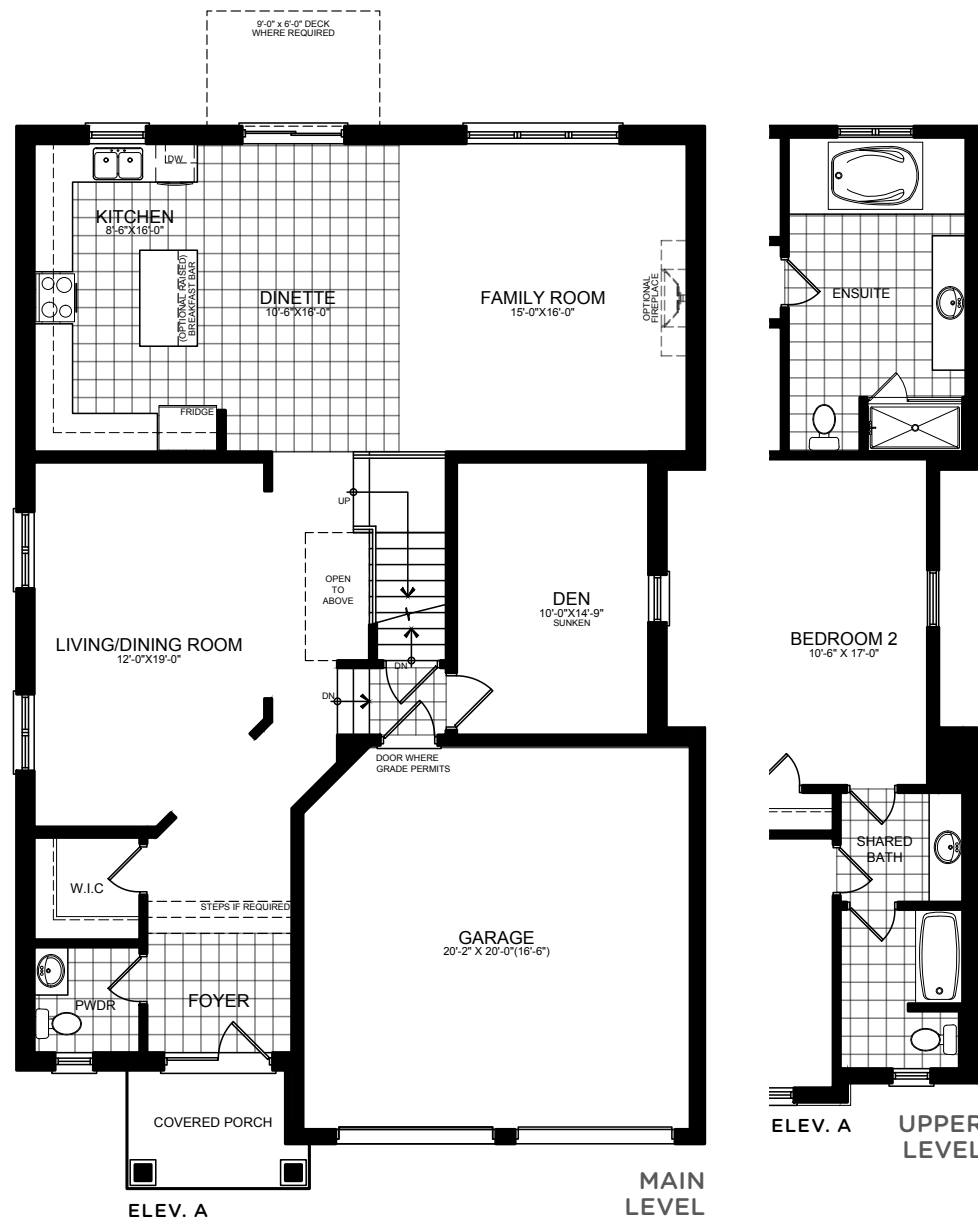 9'-0" x 6'-0" DECK
WHERE REQUIRED
DW
KITCHEN
8'-6"X16'-0"
(OPTIONAL RAISED)
BREAKFAST BAR
DINETTE
10'-6"X16'-0"
FAMILY ROOM
15'-0"X16'-0"
OPTIONAL
FIREPLACE
FRIDGE
UP
OPEN
TO
ABOVE
DEN
10'-0"X14'-9"
SUNKEN
LIVING/DINING ROOM
12'-0"X19'-0"
DN
DN
DOOR WHERE
GRADE PERMITS
W.I.C
STEPS IF REQUIRED
GARAGE
20'-2" X 20'-0"(16'-6")
PWDR
FOYER
COVERED PORCH
ELEV. A
MAIN
LEVEL
ENSUITE
BEDROOM 2
10'-6" X 17'-0"
SHARED
BATH
ELEV. A
UPPER
LEVEL